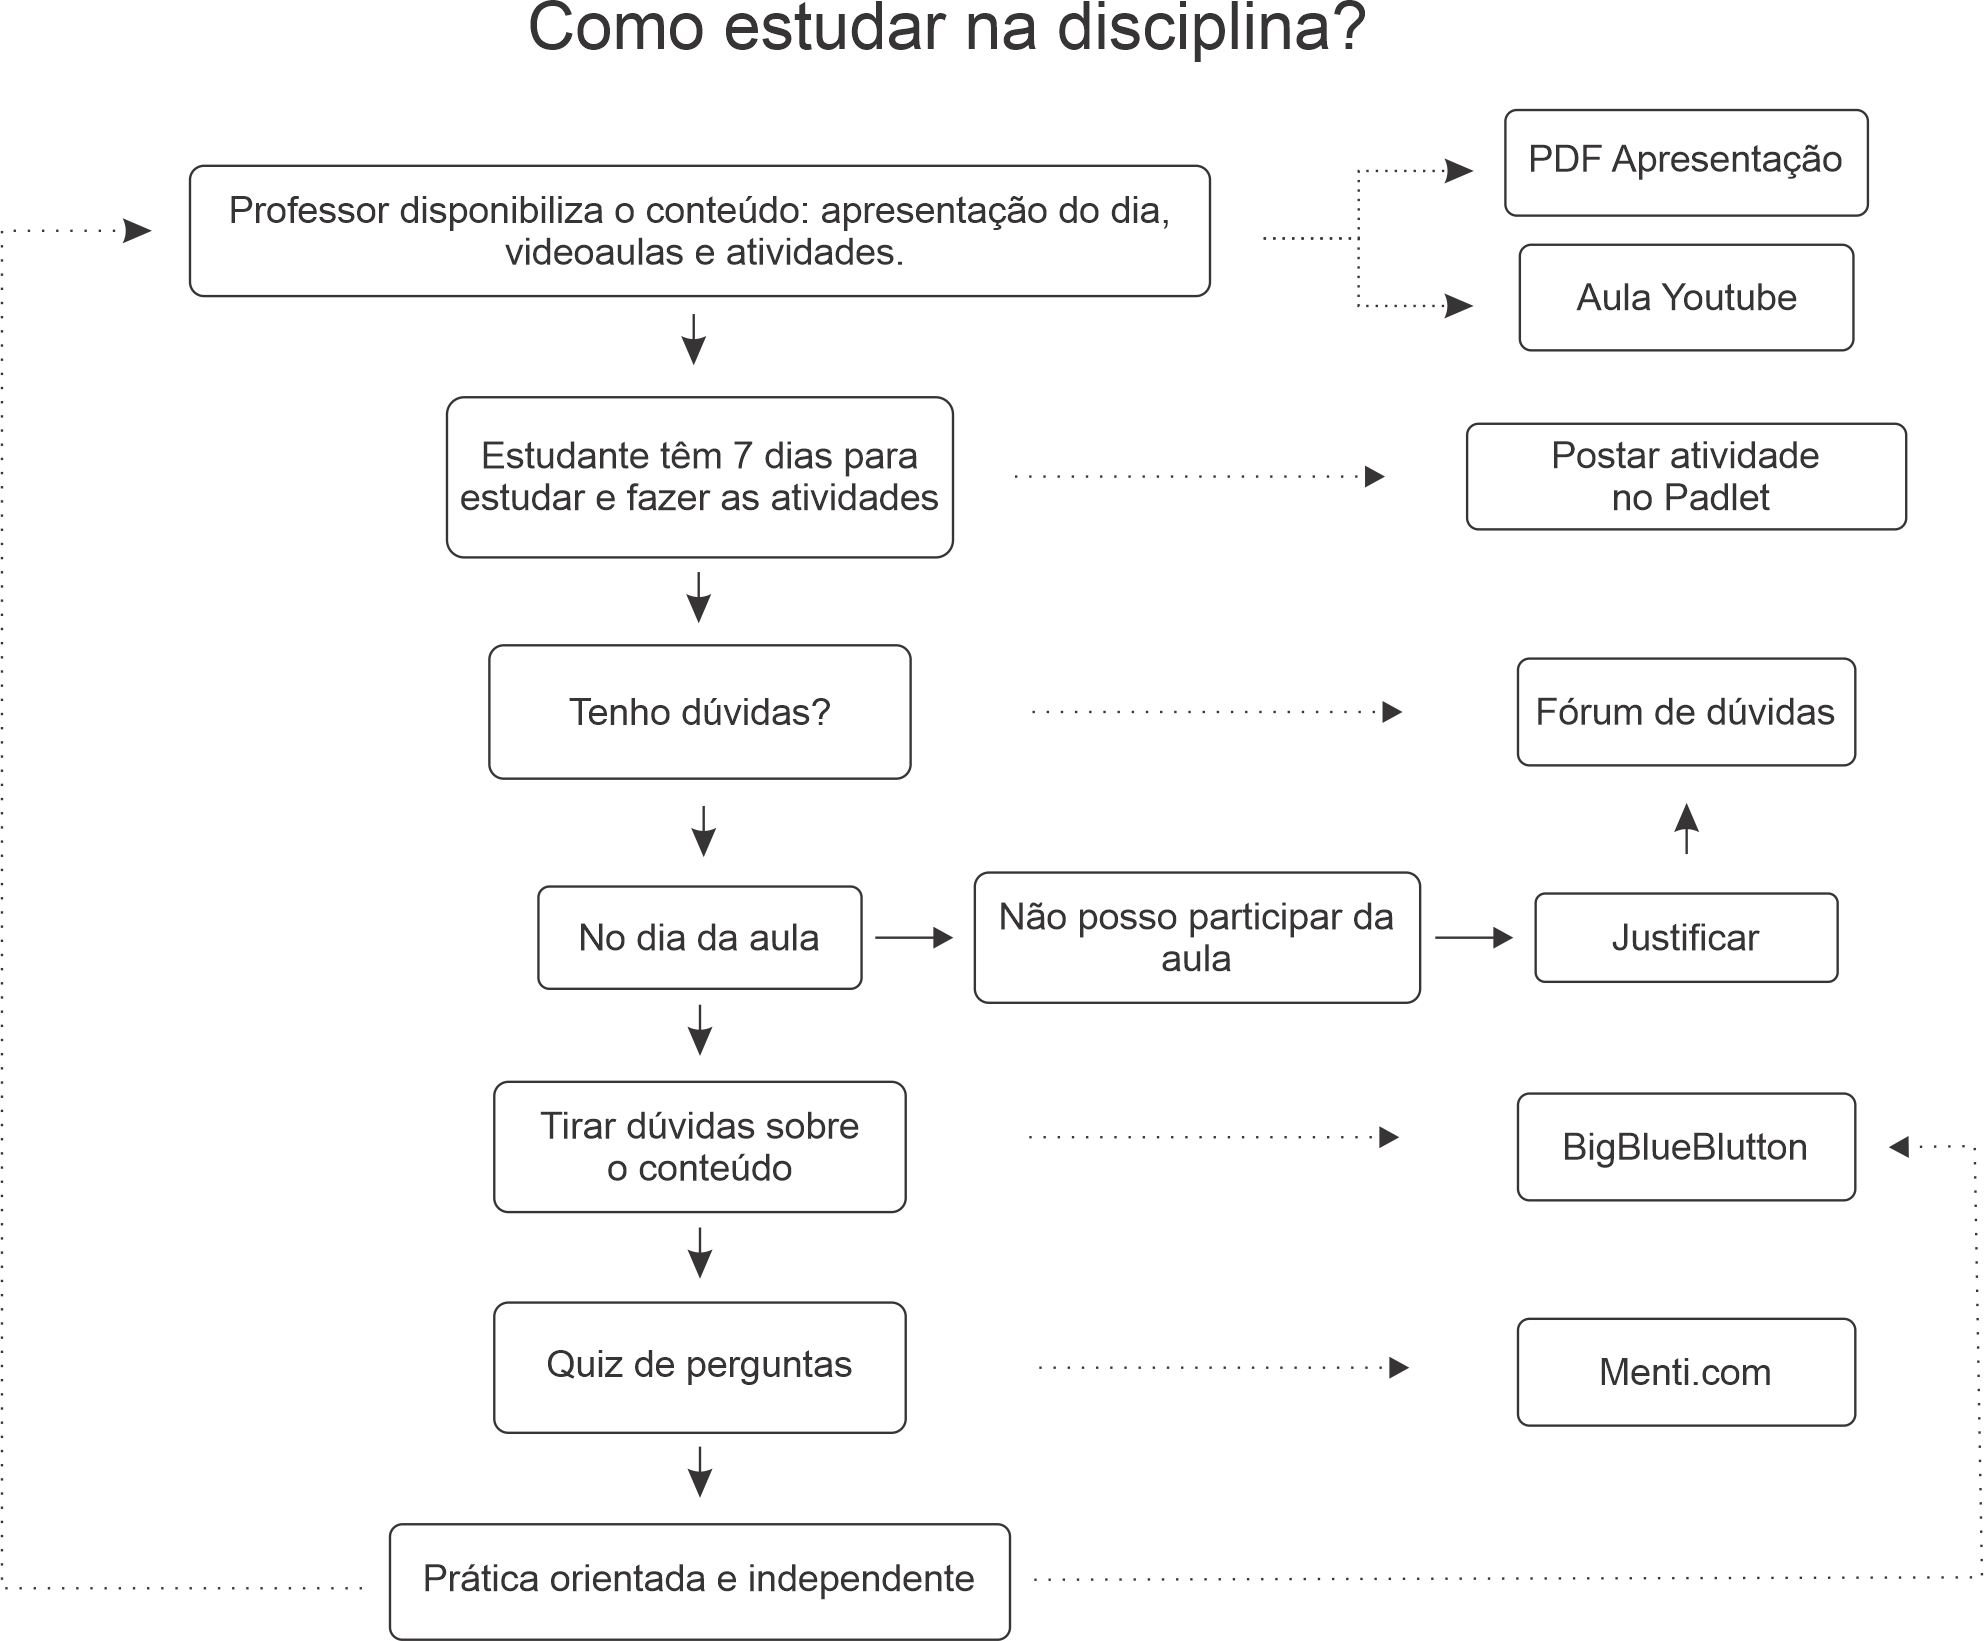 Como estudar na disciplina?
PDF Apresentação
Professor disponibiliza o conteúdo: apresentação do dia,
videoaulas e atividades.
Aula Youtube
Estudante têm 7 dias para
estudar e fazer as atividades
Postar atividade
no Padlet
Tenho dúvidas?
Fórum de dúvidas
No dia da aula
Não posso participar da
aula
Justificar
Tirar dúvidas sobre
o conteúdo
BigBlueBlutton
Quiz de perguntas
Menti.com
Prática orientada e independente